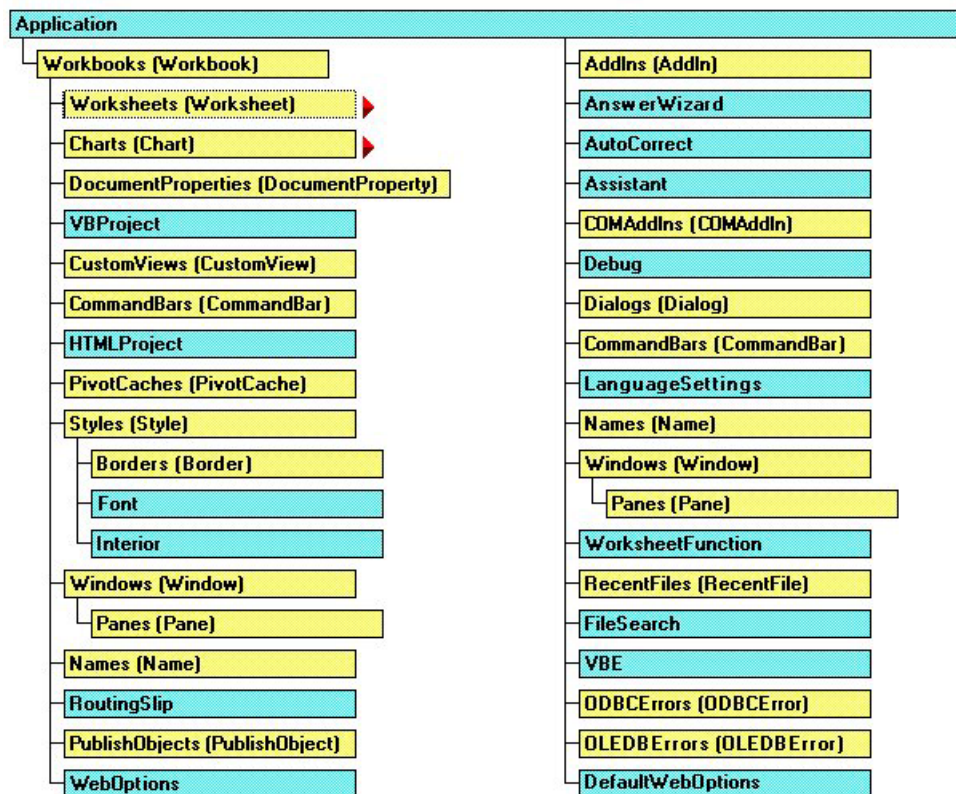 Application
Workbooks (Workbook)
Worksheets (Worksheet)
Charts (Chart)
DocumentProperties (DocumentProperty)
VBProject
CustomViews (CustomView)
CommandBars (CommandBar)
HTMLProject
PivotCaches (PivotCache)
Styles (Style)
Borders (Border)
Font
Interior
Windows (Window)
Panes (Pane)
Names (Name)
RoutingSlip
PublishObjects (PublishObject)
WebOptions
AddIns (AddIn)
AnswerWizard
AutoCorrect
Assistant
COMAddIns (COMAddIn)
Debug
Dialogs (Dialog)
CommandBars (CommandBar)
LanguageSettings
Names (Name)
Windows (Window)
Panes (Pane)
WorksheetFunction
RecentFiles (RecentFile)
FileSearch
VBE
ODBCErrors (ODBCError)
OLEDBErrors (OLEDBError)
DefaultWebOptions